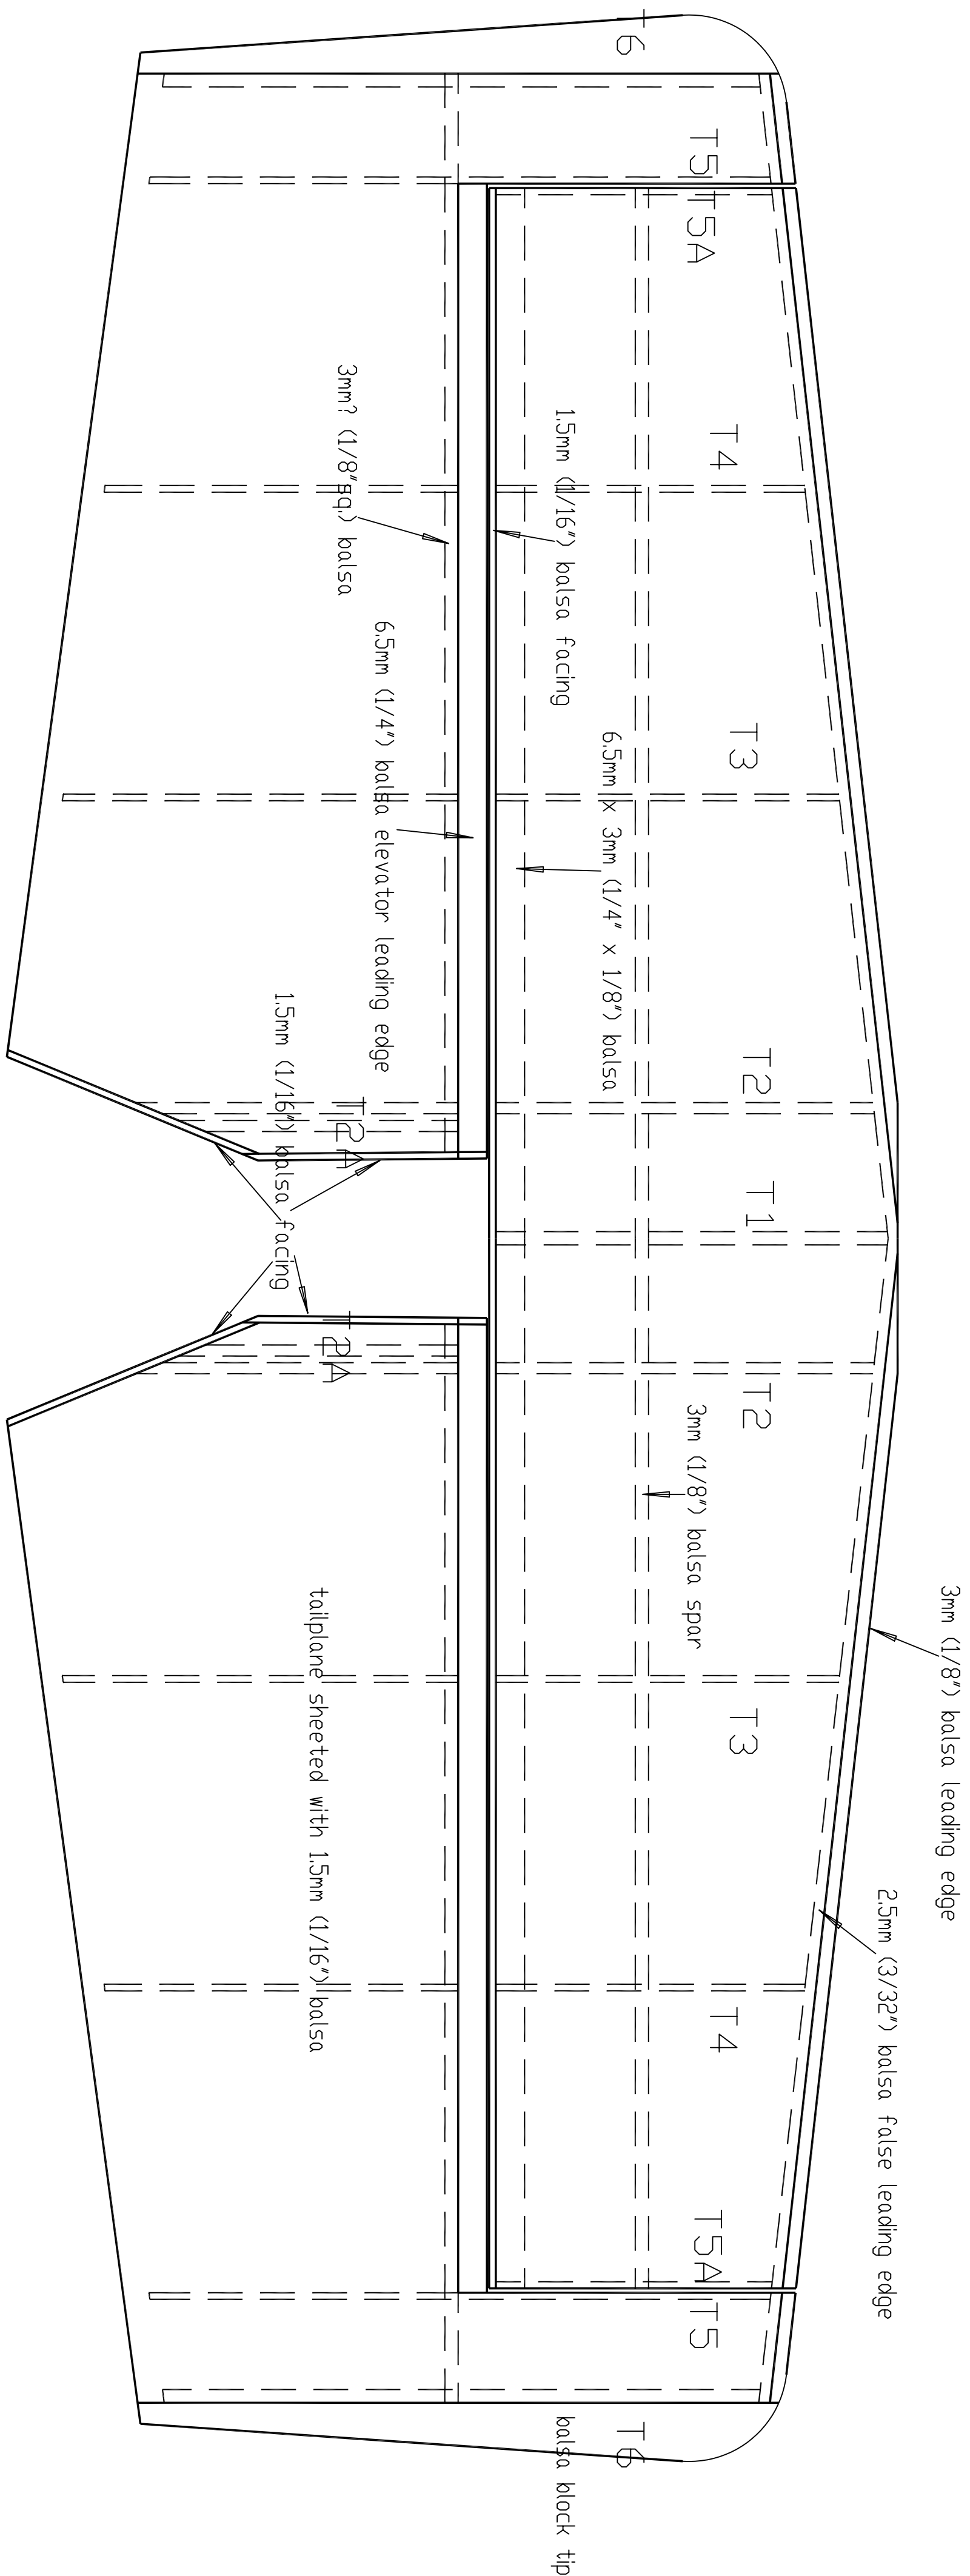 T6
T5
T5A
3mm? (1/8"sq.) balsa
1.5mm (1/16") balsa facing
T4
6.5mm (1/4") balsa elevator leading edge
6.5mm x 3mm (1/4" x 1/8") balsa
T3
1.5mm (1/16") balsa facing
T2
T2A
T1
T2A
T2
3mm (1/8") balsa spar
3mm (1/8") balsa leading edge
tailplane sheeted with 1.5mm (1/16") balsa
T3
2.5mm (3/32") balsa false leading edge
T4
T5A
T5
T6
balsa block tip